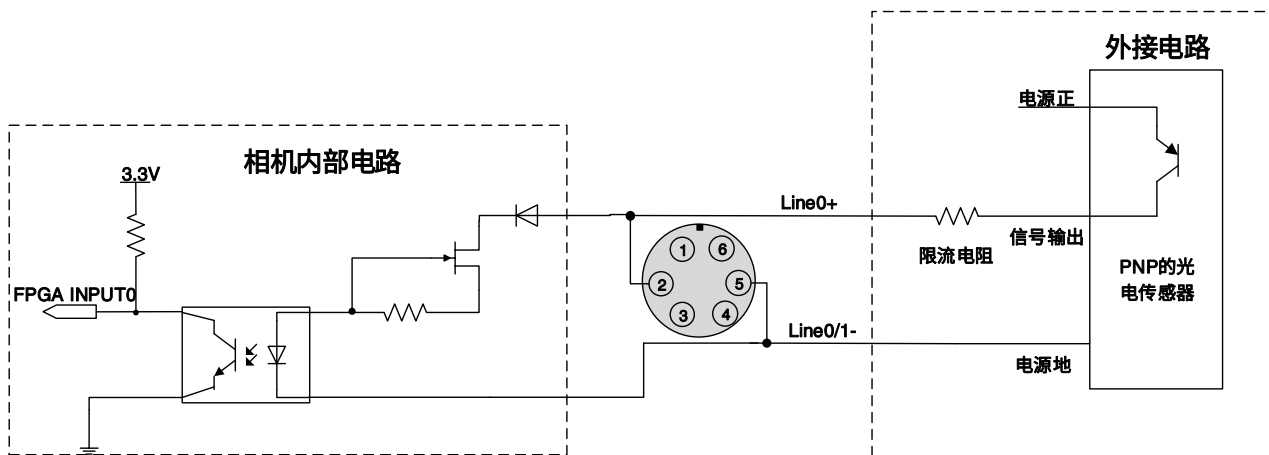 外接电路
电源正
相机内部电路
3.3V
Line0+
信号输出
限流电阻
1
6
PNP的光
电传感器
FPGA INPUT0
2
5
3
4
Line0/1-
电源地